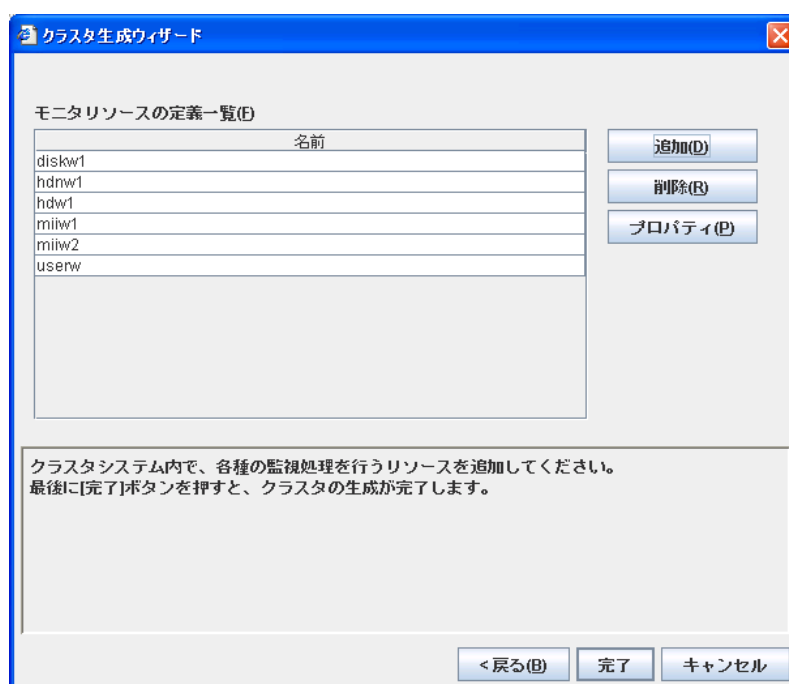 クラスタ生成ウィザード
モニタリソースの定義一覧(F)
名前
diskw1
hdnw1
hdw1
miiw1
miiw2
userw
追加(D)
削除(R)
プロパティ(P)
クラスタシステム内で、各種の監視処理を行うリソースを追加してください。
最後に[完了]ボタンを押すと、クラスタの生成が完了します。
<戻る(B)
完了
キャンセル